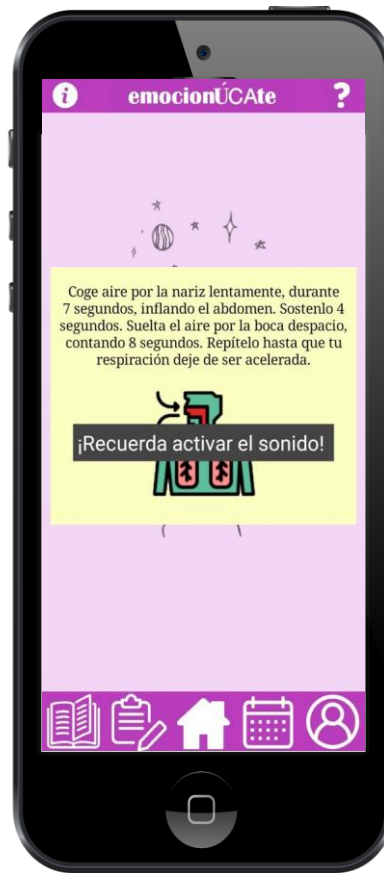 i
emocionÚCAte
?
Coge aire por la nariz lentamente, durante
7 segundos, inflando el abdomen. Sostenlo 4
segundos. Suelta el aire por la boca despacio,
contando 8 segundos. Repítelo hasta que tu
respiración deje de ser acelerada.
¡Recuerda activar el sonido!